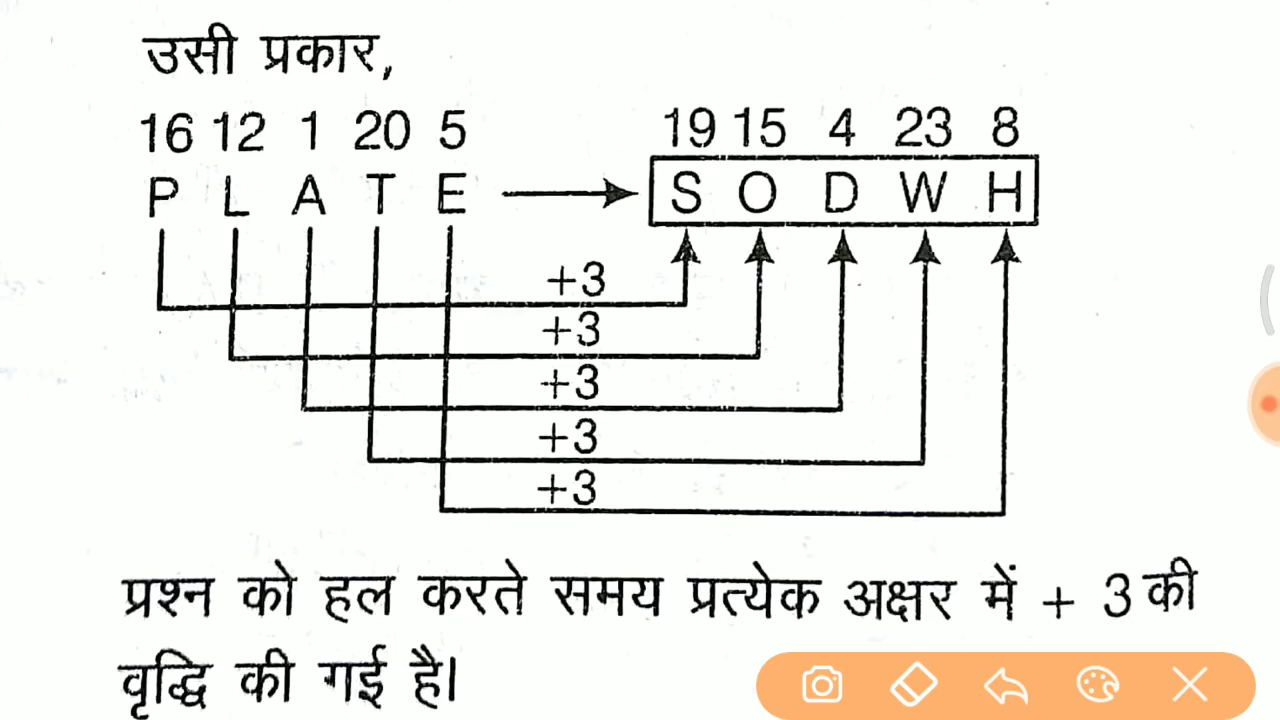 उसी प्रकार,
16 12 1 20 5 19 15 4 23 8
P L A T E S O D W H
+3
+3
+3
+3
+3
प्रश्न को हल करते समय प्रत्येक अक्षर में + 3 की
वृद्धि की गई है।